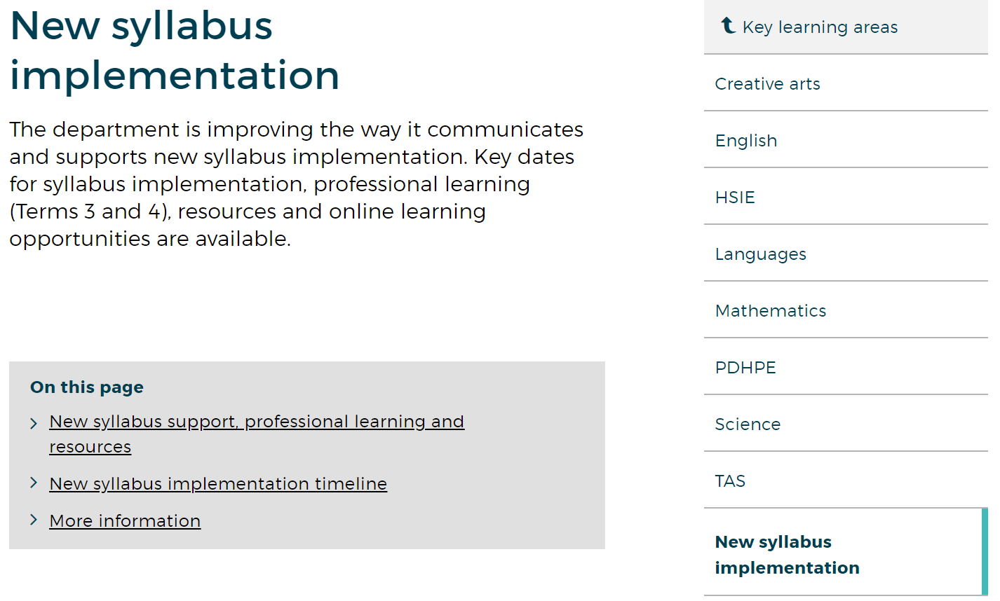 New syllabus
implementation
The department is improving the way it communicates
and supports new syllabus implementation. Key dates
for syllabus implementation, professional learning
(Terms 3 and 4), resources and online learning
opportunities are available.
On this page
New syllabus support, professional learning and
resources
New syllabus implementation timeline
More information
Key learning areas
Creative arts
English
HSIE
Languages
Mathematics
PDHPE
Science
TAS
New syllabus
implementation